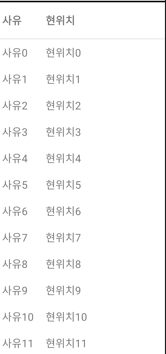 사유 현위치
사유0 현위치0
사유1 현위치1
사유2 현위치2
사유3 현위치3
사유4 현위치4
사유5 현위치5
사유6 현위치6
사유7 현위치7
사유8 현위치8
사유9 현위치9
사유10 현위치10
사유11 현위치11